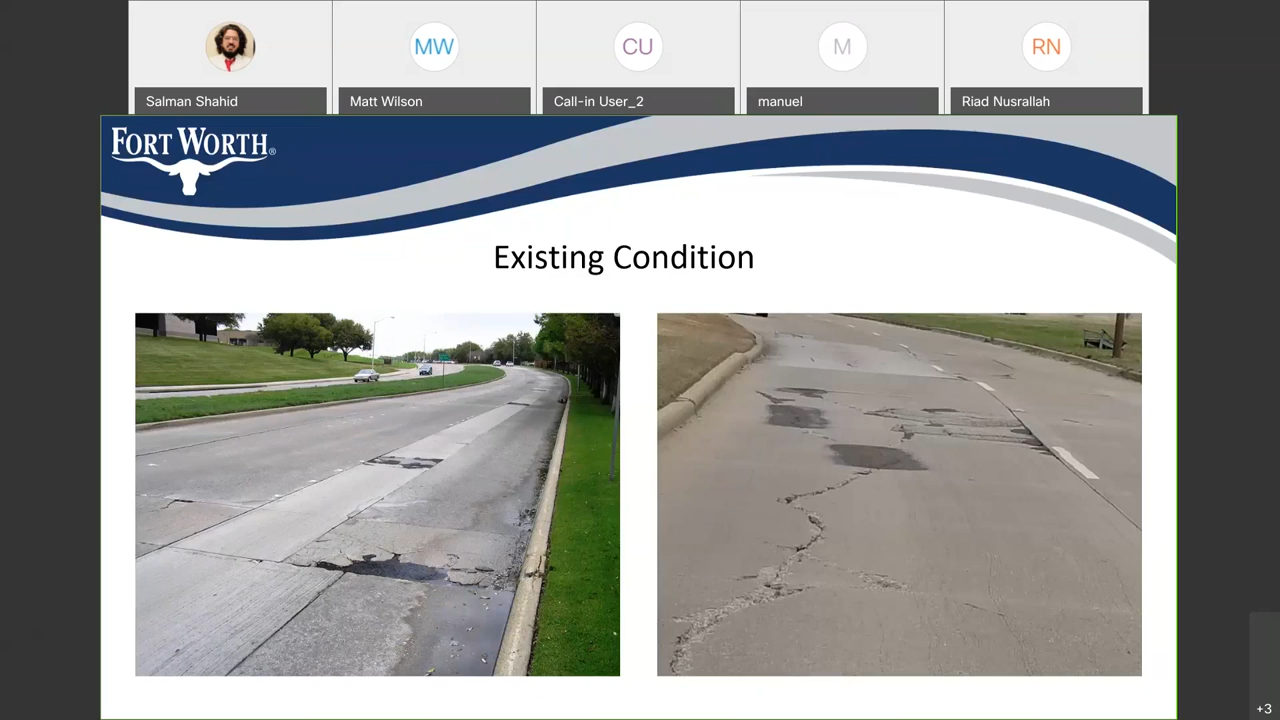 MW
CU
M
RN
Salman Shahid
Matt Wilson
Call-in User_2
manuel
Riad Nusrallah
FORT WORTH®
Existing Condition
+3